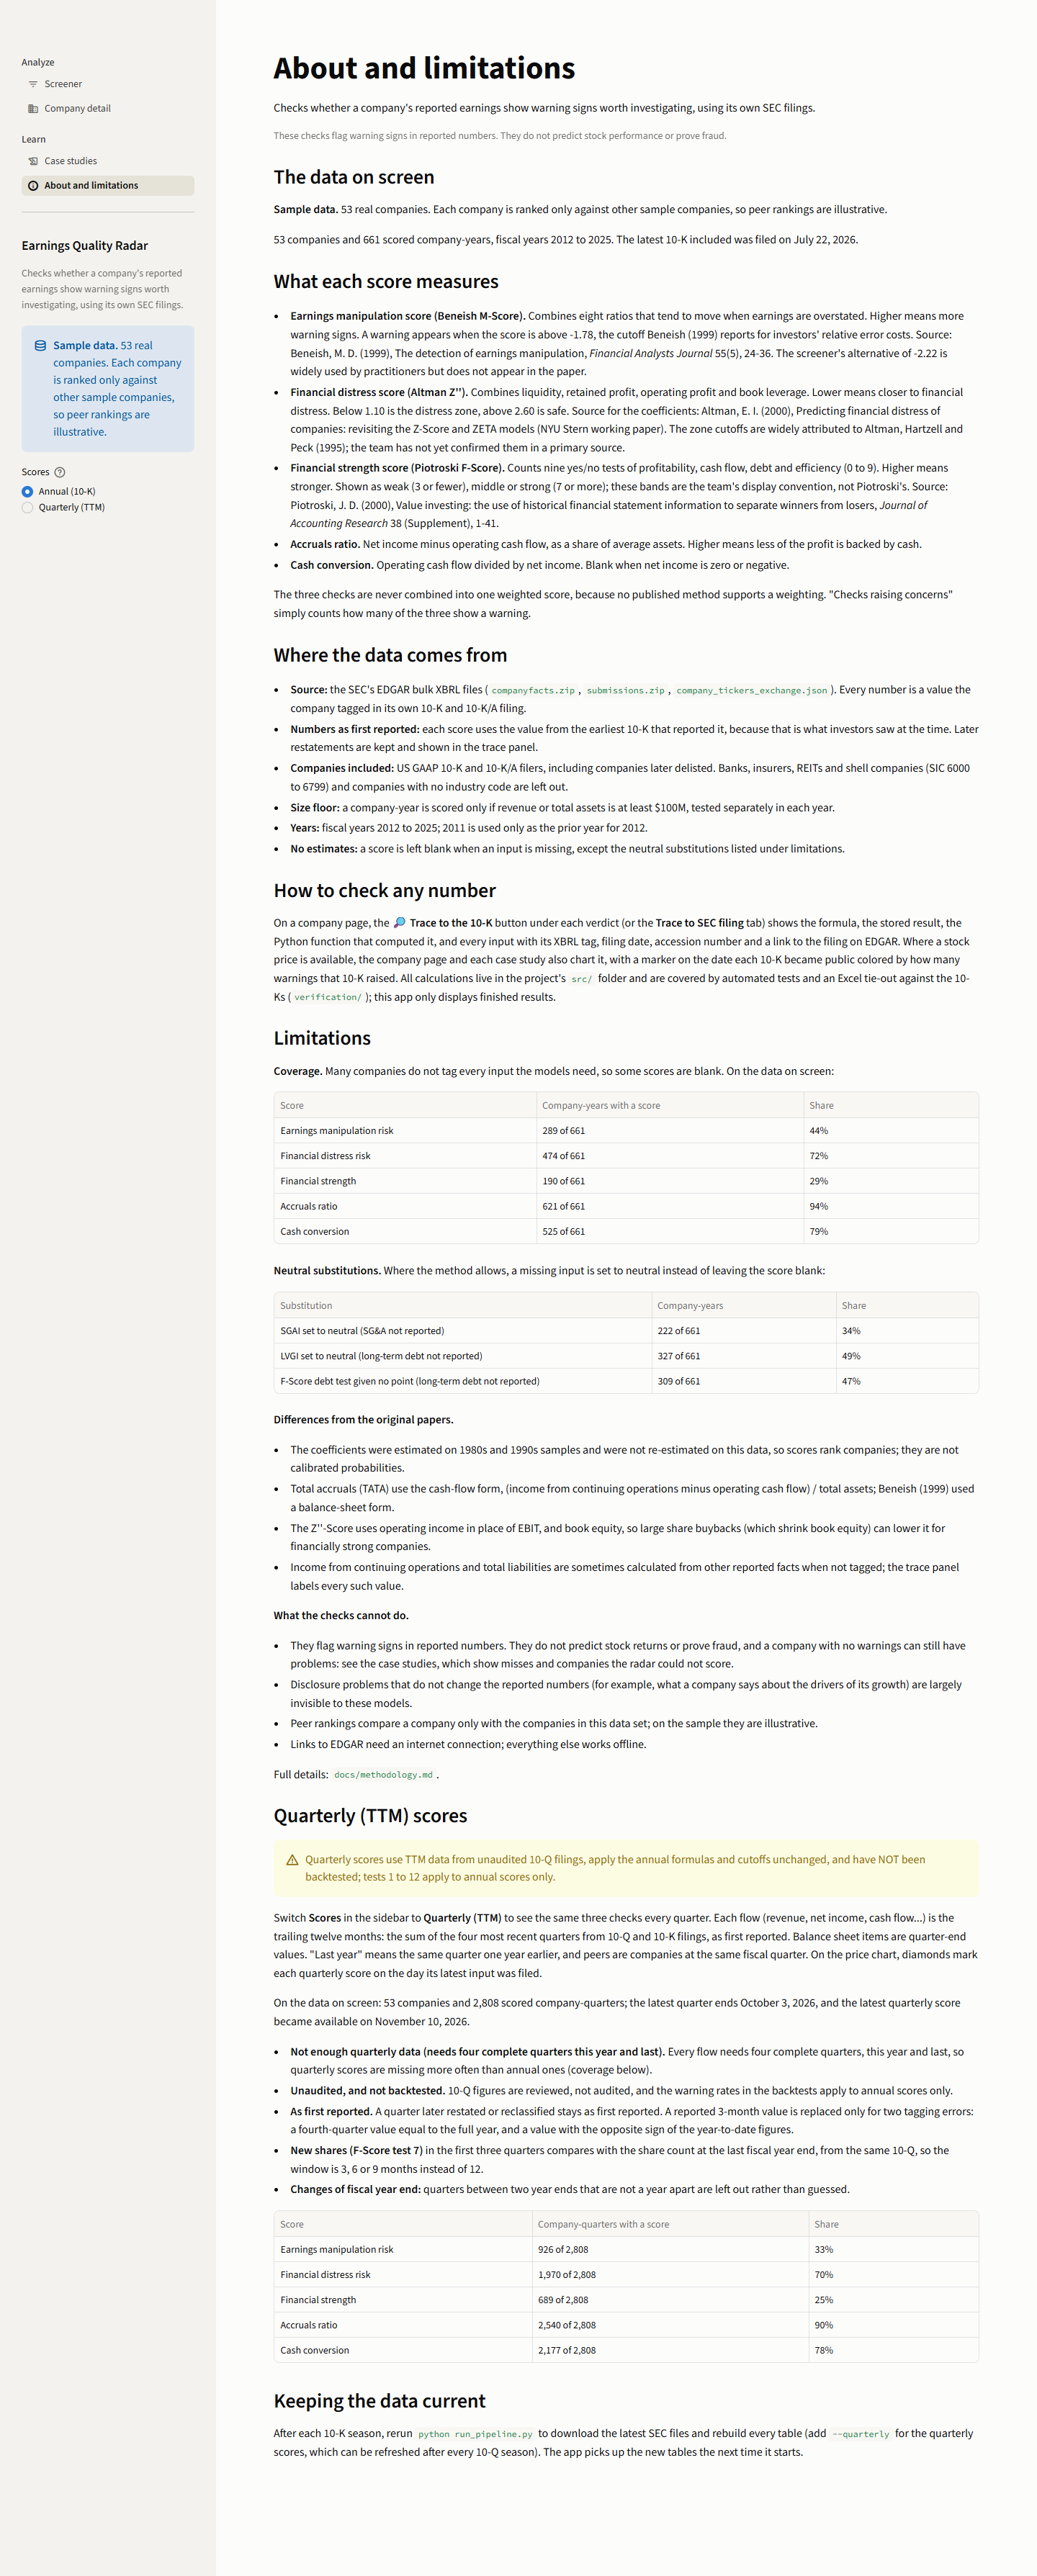 Analyze
Screener
Company detail
Learn
Case studies
About and limitations
Earnings Quality Radar
Checks whether a company's reported
earnings show warning signs worth
investigating, using its own SEC filings.
Sample data. 53 real
companies. Each company
is ranked only against
other sample companies,
so peer rankings are
illustrative.
Scores
Annual (10-K)
Quarterly (TTM)
About and limitations
Checks whether a company's reported earnings show warning signs worth investigating, using its own SEC filings.
These checks flag warning signs in reported numbers. They do not predict stock performance or prove fraud.
The data on screen
Sample data. 53 real companies. Each company is ranked only against other sample companies, so peer rankings are illustrative.
53 companies and 661 scored company-years, fiscal years 2012 to 2025. The latest 10-K included was filed on July 22, 2026.
What each score measures
• Earnings manipulation score (Beneish M-Score). Combines eight ratios that tend to move when earnings are overstated. Higher means more
warning signs. A warning appears when the score is above -1.78, the cutoff Beneish (1999) reports for investors' relative error costs. Source:
Beneish, M. D. (1999), The detection of earnings manipulation, Financial Analysts Journal 55(5), 24-36. The screener's alternative of -2.22 is
widely used by practitioners but does not appear in the paper.
• Financial distress score (Altman Z''). Combines liquidity, retained profit, operating profit and book leverage. Lower means closer to financial
distress. Below 1.10 is the distress zone, above 2.60 is safe. Source for the coefficients: Altman, E. I. (2000), Predicting financial distress of
companies: revisiting the Z-Score and ZETA models (NYU Stern working paper). The zone cutoffs are widely attributed to Altman, Hartzell and
Peck (1995); the team has not yet confirmed them in a primary source.
• Financial strength score (Piotroski F-Score). Counts nine yes/no tests of profitability, cash flow, debt and efficiency (0 to 9). Higher means
stronger. Shown as weak (3 or fewer), middle or strong (7 or more); these bands are the team's display convention, not Piotroski's. Source:
Piotroski, J. D. (2000), Value investing: the use of historical financial statement information to separate winners from losers, Journal of
Accounting Research 38 (Supplement), 1-41.
• Accruals ratio. Net income minus operating cash flow, as a share of average assets. Higher means less of the profit is backed by cash.
• Cash conversion. Operating cash flow divided by net income. Blank when net income is zero or negative.
The three checks are never combined into one weighted score, because no published method supports a weighting. "Checks raising concerns"
simply counts how many of the three show a warning.
Where the data comes from
• Source: the SEC's EDGAR bulk XBRL files ( companyfacts.zip , submissions.zip , company_tickers_exchange.json ). Every number is a value the
company tagged in its own 10-K and 10-K/A filing.
• Numbers as first reported: each score uses the value from the earliest 10-K that reported it, because that is what investors saw at the time. Later
restatements are kept and shown in the trace panel.
• Companies included: US GAAP 10-K and 10-K/A filers, including companies later delisted. Banks, insurers, REITs and shell companies (SIC 6000
to 6799) and companies with no industry code are left out.
• Size floor: a company-year is scored only if revenue or total assets is at least $100M, tested separately in each year.
• Years: fiscal years 2012 to 2025; 2011 is used only as the prior year for 2012.
• No estimates: a score is left blank when an input is missing, except the neutral substitutions listed under limitations.
How to check any number
On a company page, the 🔎 Trace to the 10-K button under each verdict (or the Trace to SEC filing tab) shows the formula, the stored result, the
Python function that computed it, and every input with its XBRL tag, filing date, accession number and a link to the filing on EDGAR. Where a stock
price is available, the company page and each case study also chart it, with a marker on the date each 10-K became public colored by how many
warnings that 10-K raised. All calculations live in the project's src/ folder and are covered by automated tests and an Excel tie-out against the 10-
Ks ( verification/ ); this app only displays finished results.
Limitations
Coverage. Many companies do not tag every input the models need, so some scores are blank. On the data on screen:
Score Company-years with a score Share
Earnings manipulation risk 289 of 661 44%
Financial distress risk 474 of 661 72%
Financial strength 190 of 661 29%
Accruals ratio 621 of 661 94%
Cash conversion 525 of 661 79%
Neutral substitutions. Where the method allows, a missing input is set to neutral instead of leaving the score blank:
Substitution Company-years Share
SGAI set to neutral (SG&A not reported) 222 of 661 34%
LVGI set to neutral (long-term debt not reported) 327 of 661 49%
F-Score debt test given no point (long-term debt not reported) 309 of 661 47%
Differences from the original papers.
• The coefficients were estimated on 1980s and 1990s samples and were not re-estimated on this data, so scores rank companies; they are not
calibrated probabilities.
• Total accruals (TATA) use the cash-flow form, (income from continuing operations minus operating cash flow) / total assets; Beneish (1999) used
a balance-sheet form.
• The Z''-Score uses operating income in place of EBIT, and book equity, so large share buybacks (which shrink book equity) can lower it for
financially strong companies.
• Income from continuing operations and total liabilities are sometimes calculated from other reported facts when not tagged; the trace panel
labels every such value.
What the checks cannot do.
• They flag warning signs in reported numbers. They do not predict stock returns or prove fraud, and a company with no warnings can still have
problems: see the case studies, which show misses and companies the radar could not score.
• Disclosure problems that do not change the reported numbers (for example, what a company says about the drivers of its growth) are largely
invisible to these models.
• Peer rankings compare a company only with the companies in this data set; on the sample they are illustrative.
• Links to EDGAR need an internet connection; everything else works offline.
Full details: docs/methodology.md .
Quarterly (TTM) scores
Quarterly scores use TTM data from unaudited 10-Q filings, apply the annual formulas and cutoffs unchanged, and have NOT been
backtested; tests 1 to 12 apply to annual scores only.
Switch Scores in the sidebar to Quarterly (TTM) to see the same three checks every quarter. Each flow (revenue, net income, cash flow...) is the
trailing twelve months: the sum of the four most recent quarters from 10-Q and 10-K filings, as first reported. Balance sheet items are quarter-end
values. "Last year" means the same quarter one year earlier, and peers are companies at the same fiscal quarter. On the price chart, diamonds mark
each quarterly score on the day its latest input was filed.
On the data on screen: 53 companies and 2,808 scored company-quarters; the latest quarter ends October 3, 2026, and the latest quarterly score
became available on November 10, 2026.
• Not enough quarterly data (needs four complete quarters this year and last). Every flow needs four complete quarters, this year and last, so
quarterly scores are missing more often than annual ones (coverage below).
• Unaudited, and not backtested. 10-Q figures are reviewed, not audited, and the warning rates in the backtests apply to annual scores only.
• As first reported. A quarter later restated or reclassified stays as first reported. A reported 3-month value is replaced only for two tagging errors:
a fourth-quarter value equal to the full year, and a value with the opposite sign of the year-to-date figures.
• New shares (F-Score test 7) in the first three quarters compares with the share count at the last fiscal year end, from the same 10-Q, so the
window is 3, 6 or 9 months instead of 12.
• Changes of fiscal year end: quarters between two year ends that are not a year apart are left out rather than guessed.
Score Company-quarters with a score Share
Earnings manipulation risk 926 of 2,808 33%
Financial distress risk 1,970 of 2,808 70%
Financial strength 689 of 2,808 25%
Accruals ratio 2,540 of 2,808 90%
Cash conversion 2,177 of 2,808 78%
Keeping the data current
After each 10-K season, rerun python run_pipeline.py to download the latest SEC files and rebuild every table (add --quarterly for the quarterly
scores, which can be refreshed after every 10-Q season). The app picks up the new tables the next time it starts.